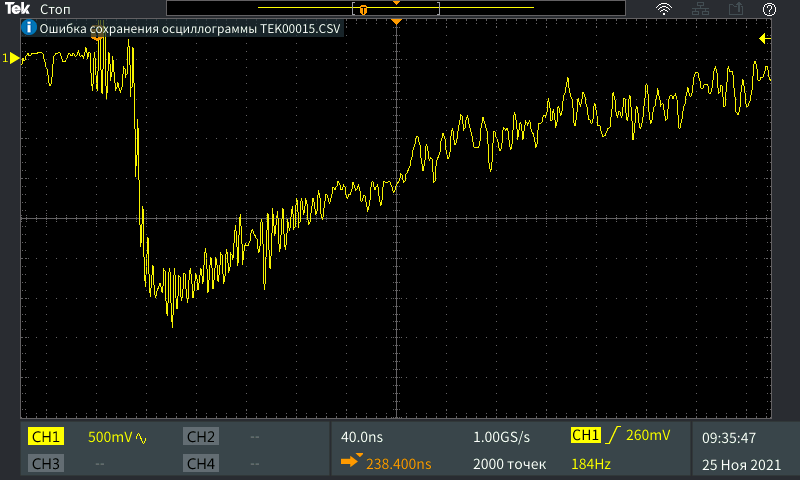 Tek Стоп
Ошибка сохранения осциллограммы TEK00015.CSV
1
CH1 500mV CH2 -- 40.0ns 1.00GS/s CH1 260mV 09:35:47
CH3 -- CH4 -- 238.400ns 2000 точек 184Hz 25 Ноя 2021